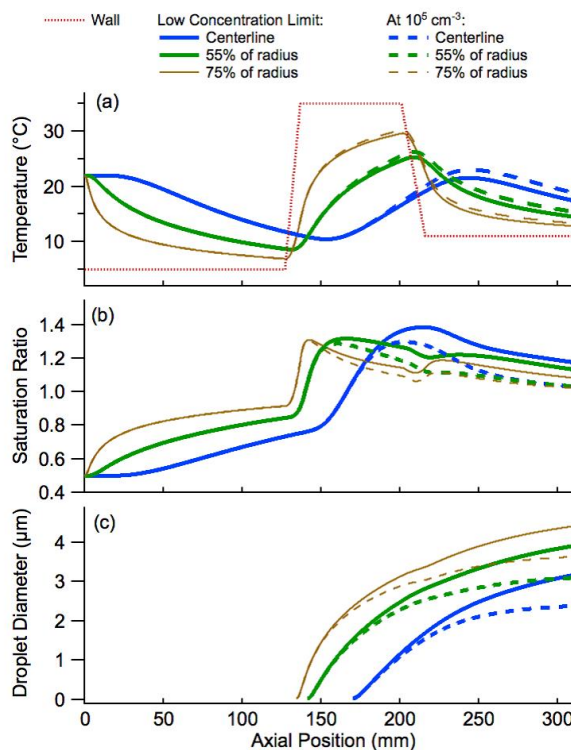 Wall Low Concentration Limit: At 10⁵ cm⁻³:
Centerline Centerline
55% of radius 55% of radius
75% of radius 75% of radius
(a)
Temperature (°C)
30
20
10
(b)
Saturation Ratio
1.4
1.2
1.0
0.8
0.6
0.4
(c)
Droplet Diameter (µm)
4
3
2
1
0
0 50 100 150 200 250 300
Axial Position (mm)